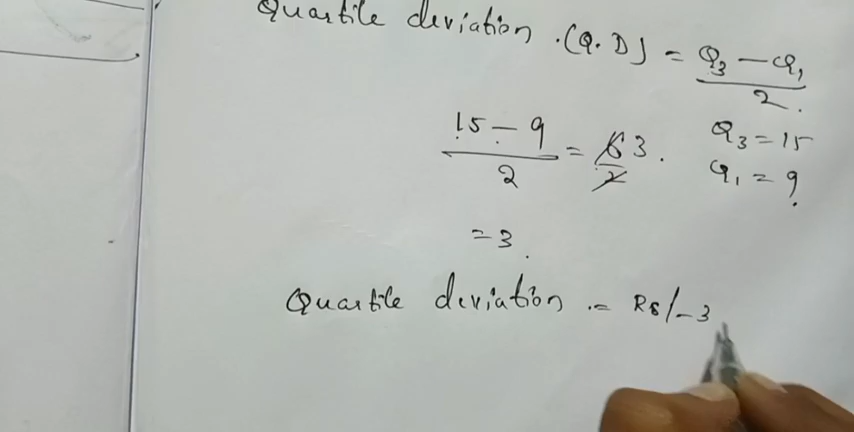 Quartile deviation . (Q. D) = Q3 – Q1 / 2.
15 – 9 / 2 = 6 / 2 3.
Q3 = 15
Q1 = 9
= 3.
Quartile deviation . = Rs/– 3